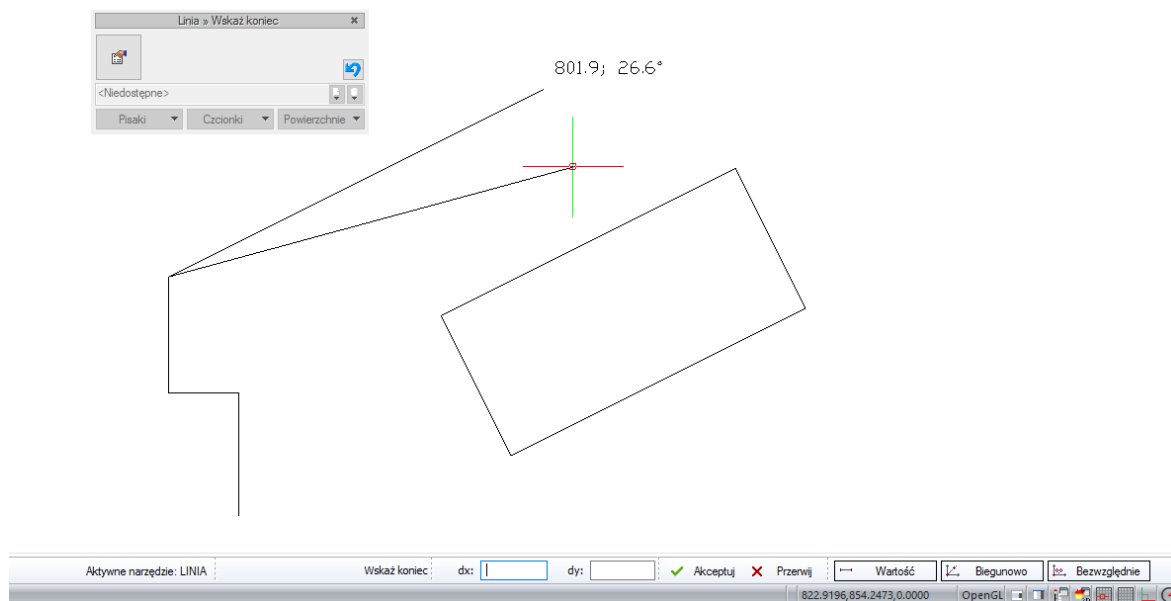 Linia » Wskaż koniec
801.9; 26.6°
<Niedostępne>
Pisaki Czcionki Powierzchnie
Aktywne narzędzie: LINIA Wskaż koniec dx: dy: Akceptuj Przerwij Wartość Biegunowo Bezwzględnie
822.9196,854.2473,0.0000 OpenGL